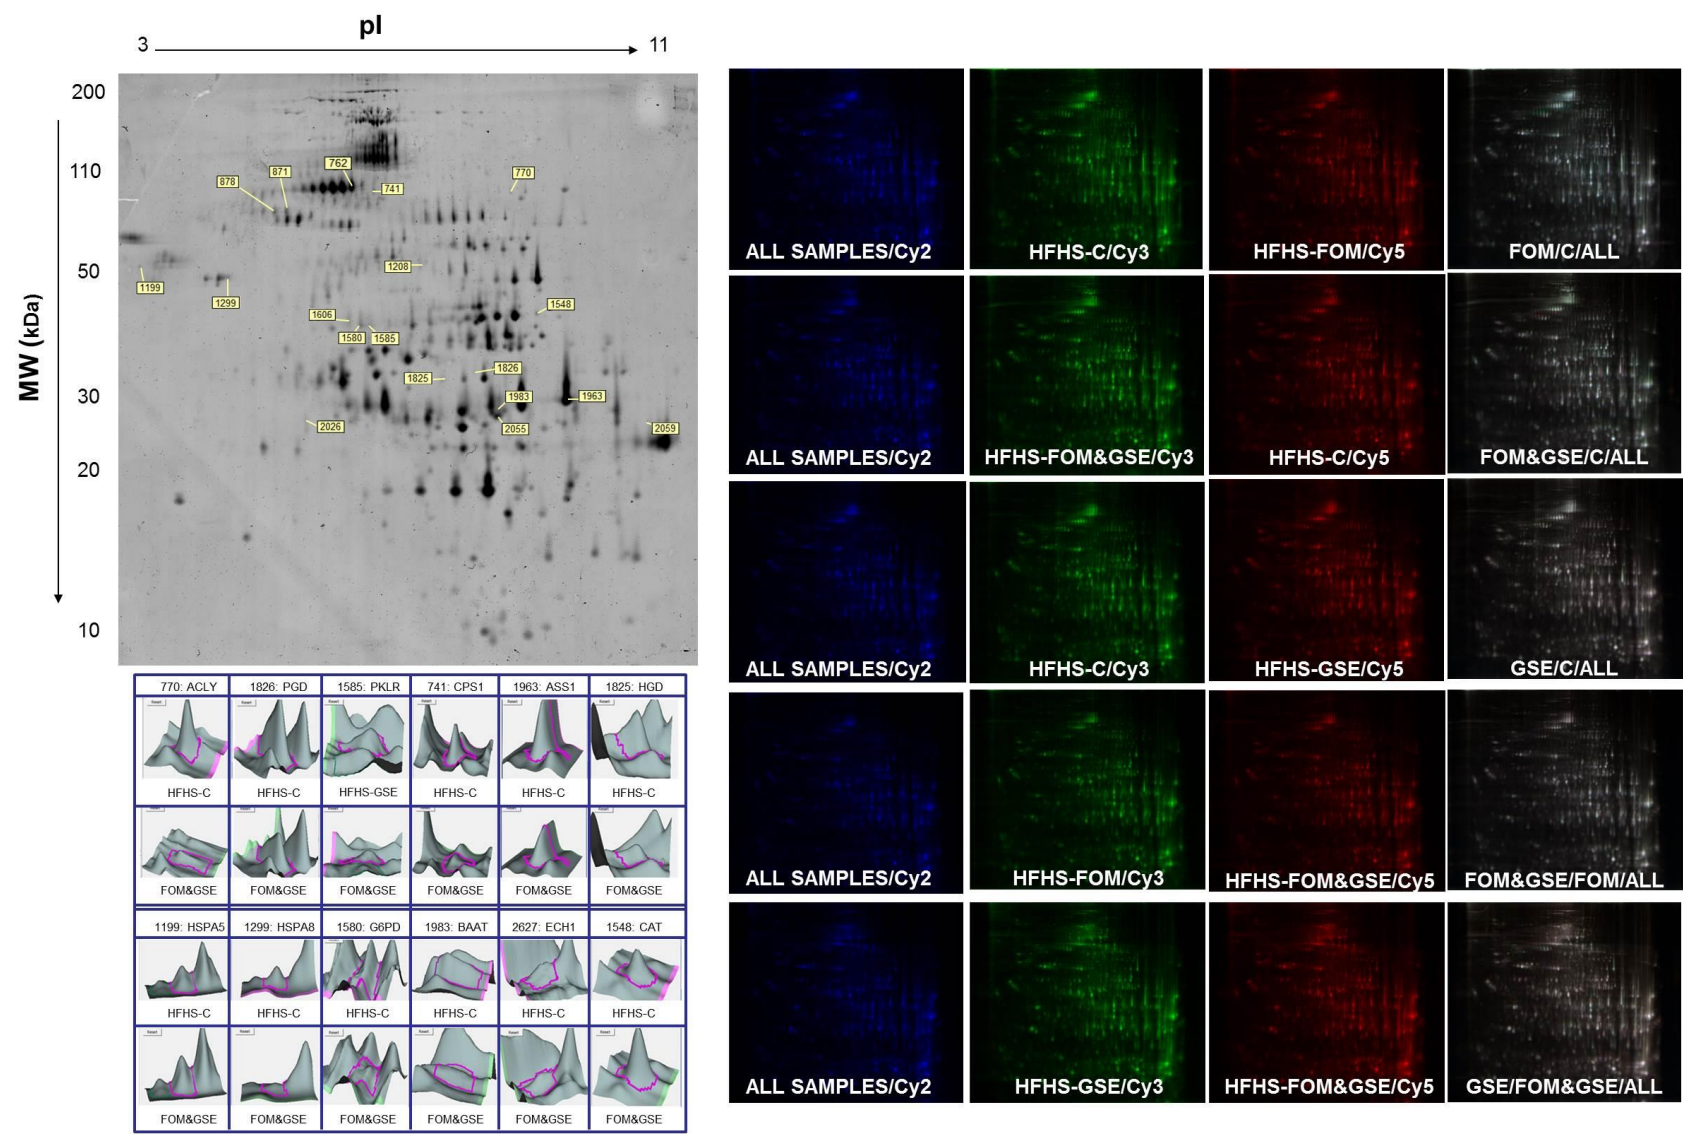 pI
3
11
200
110
50
30
20
10
MW (kDa)
878
871
762
741
770
1208
1199
1299
1606
1580
1585
1548
1825
1826
1983
1963
2026
2055
2059
770: ACLY
1826: PGD
1585: PKLR
741: CPS1
1963: ASS1
1825: HGD
HFHS-C
HFHS-C
HFHS-GSE
HFHS-C
HFHS-C
HFHS-C
FOM&GSE
FOM&GSE
FOM&GSE
FOM&GSE
FOM&GSE
FOM&GSE
1199: HSPA5
1299: HSPA8
1580: G6PD
1983: BAAT
2627: ECH1
1548: CAT
HFHS-C
HFHS-C
HFHS-C
HFHS-C
HFHS-C
HFHS-C
FOM&GSE
FOM&GSE
FOM&GSE
FOM&GSE
FOM&GSE
FOM&GSE
ALL SAMPLES/Cy2
HFHS-C/Cy3
HFHS-FOM/Cy5
FOM/C/ALL
ALL SAMPLES/Cy2
HFHS-FOM&GSE/Cy3
HFHS-C/Cy5
FOM&GSE/C/ALL
ALL SAMPLES/Cy2
HFHS-C/Cy3
HFHS-GSE/Cy5
GSE/C/ALL
ALL SAMPLES/Cy2
HFHS-FOM/Cy3
HFHS-FOM&GSE/Cy5
FOM&GSE/FOM/ALL
ALL SAMPLES/Cy2
HFHS-GSE/Cy3
HFHS-FOM&GSE/Cy5
GSE/FOM&GSE/ALL